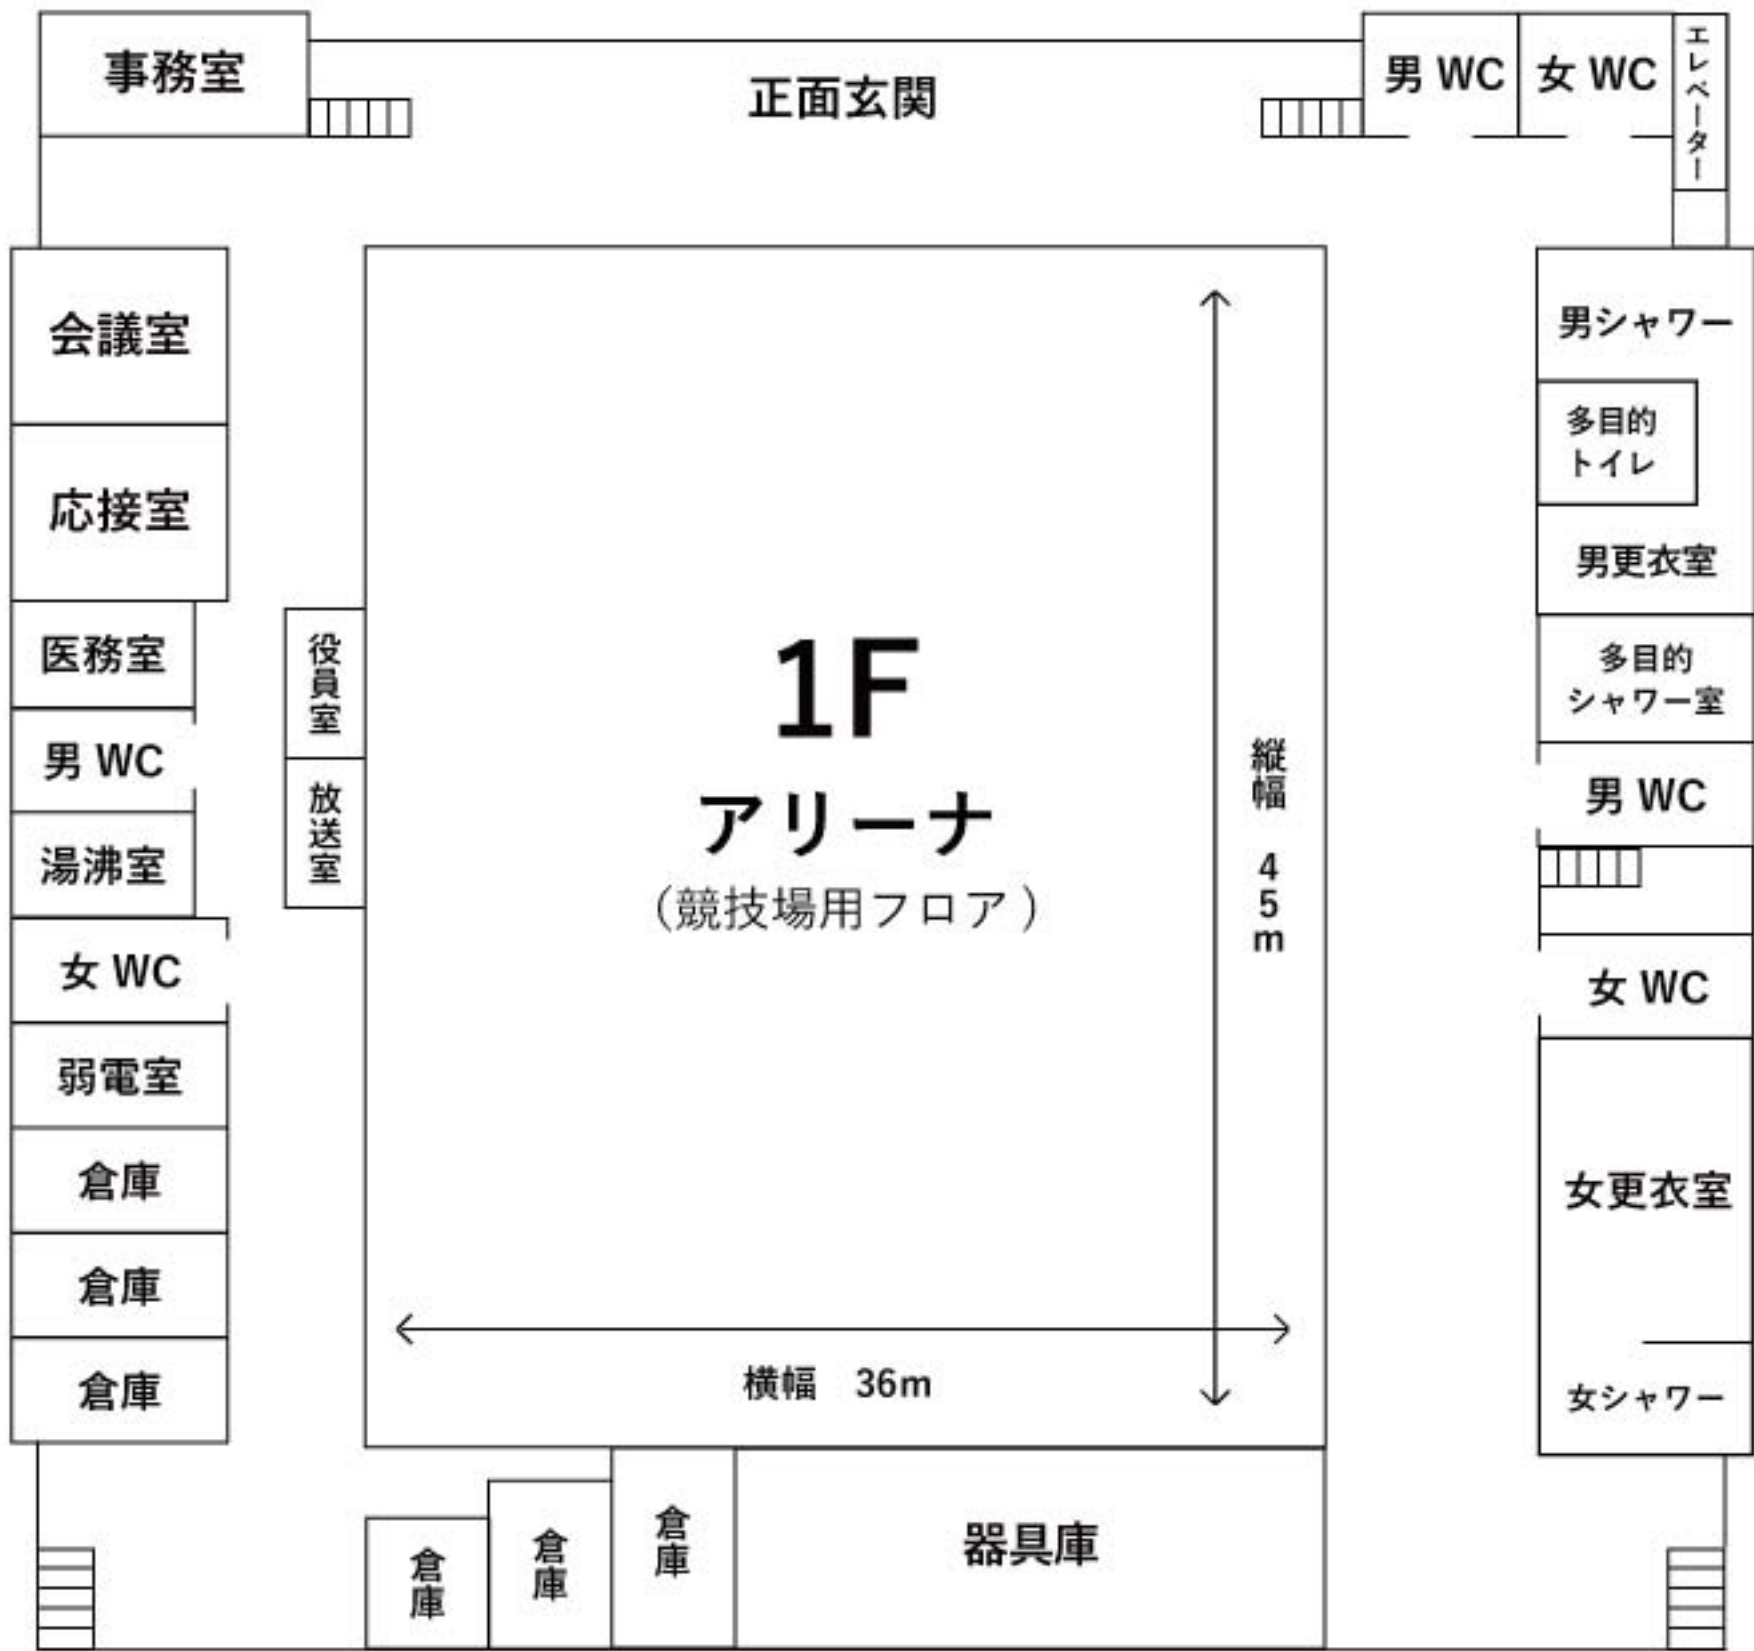 事務室
正面玄関
男 WC
女 WC
エレベーター
会議室
応接室
医務室
男 WC
湯沸室
女 WC
弱電室
倉庫
倉庫
倉庫
役員室
放送室
1F
アリーナ
（競技場用フロア）
縦幅　45m
横幅　36m
男シャワー
多目的
トイレ
男更衣室
多目的
シャワー室
男 WC
女 WC
女更衣室
女シャワー
倉庫
倉庫
倉庫
器具庫